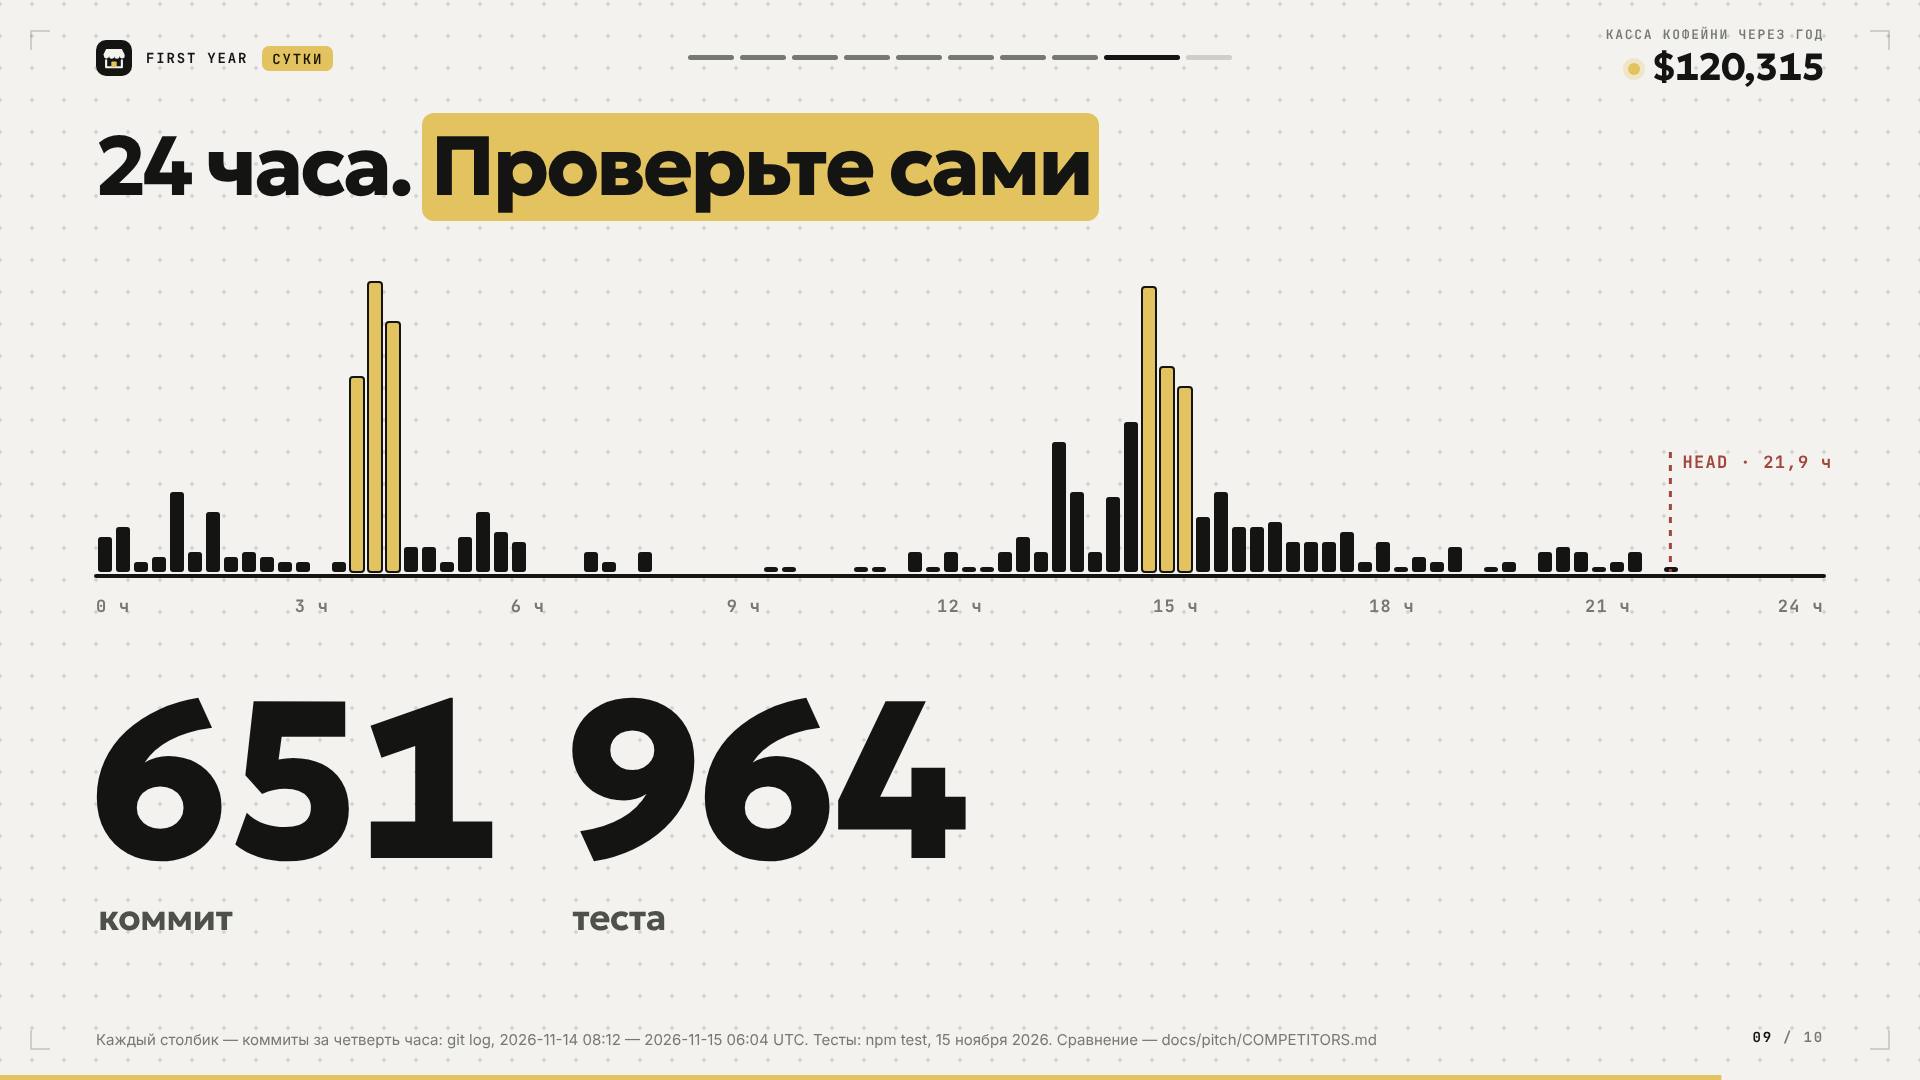 FIRST YEAR СУТКИ
КАССА КОФЕЙНИ ЧЕРЕЗ ГОД
$120,315
24 часа. Проверьте сами
HEAD · 21,9 ч
0 ч 3 ч 6 ч 9 ч 12 ч 15 ч 18 ч 21 ч 24 ч
651 964
коммит теста
Каждый столбик — коммиты за четверть часа: git log, 2026-11-14 08:12 — 2026-11-15 06:04 UTC. Тесты: npm test, 15 ноября 2026. Сравнение — docs/pitch/COMPETITORS.md
09 / 10